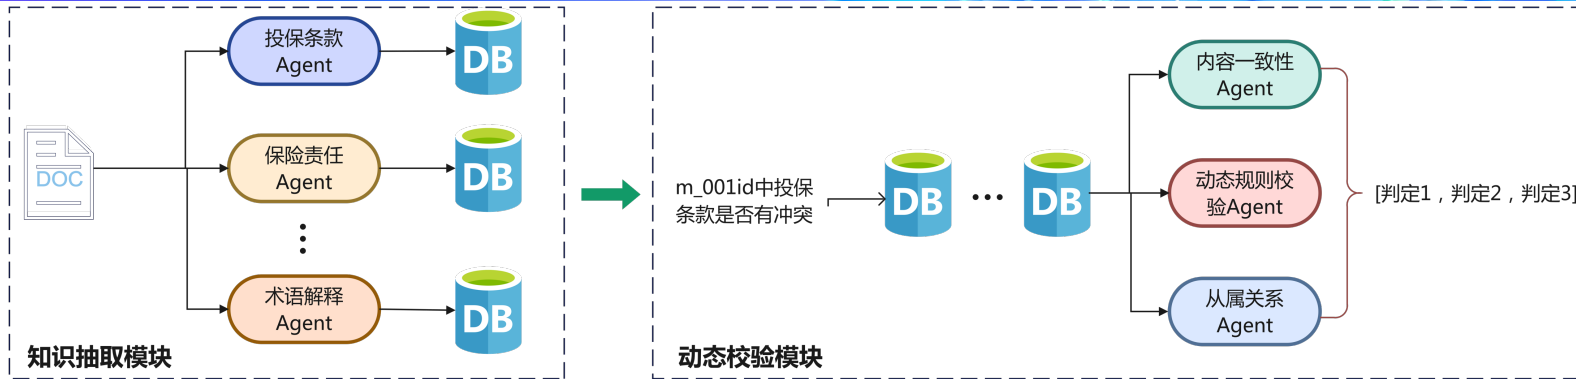 投保条款
Agent
DB
DOC
保险责任
Agent
DB
术语解释
Agent
DB
知识抽取模块
m_001id中投保
条款是否有冲突
DB
DB
内容一致性
Agent
动态规则校
验Agent
从属关系
Agent
[判定1，判定2，判定3]
动态校验模块